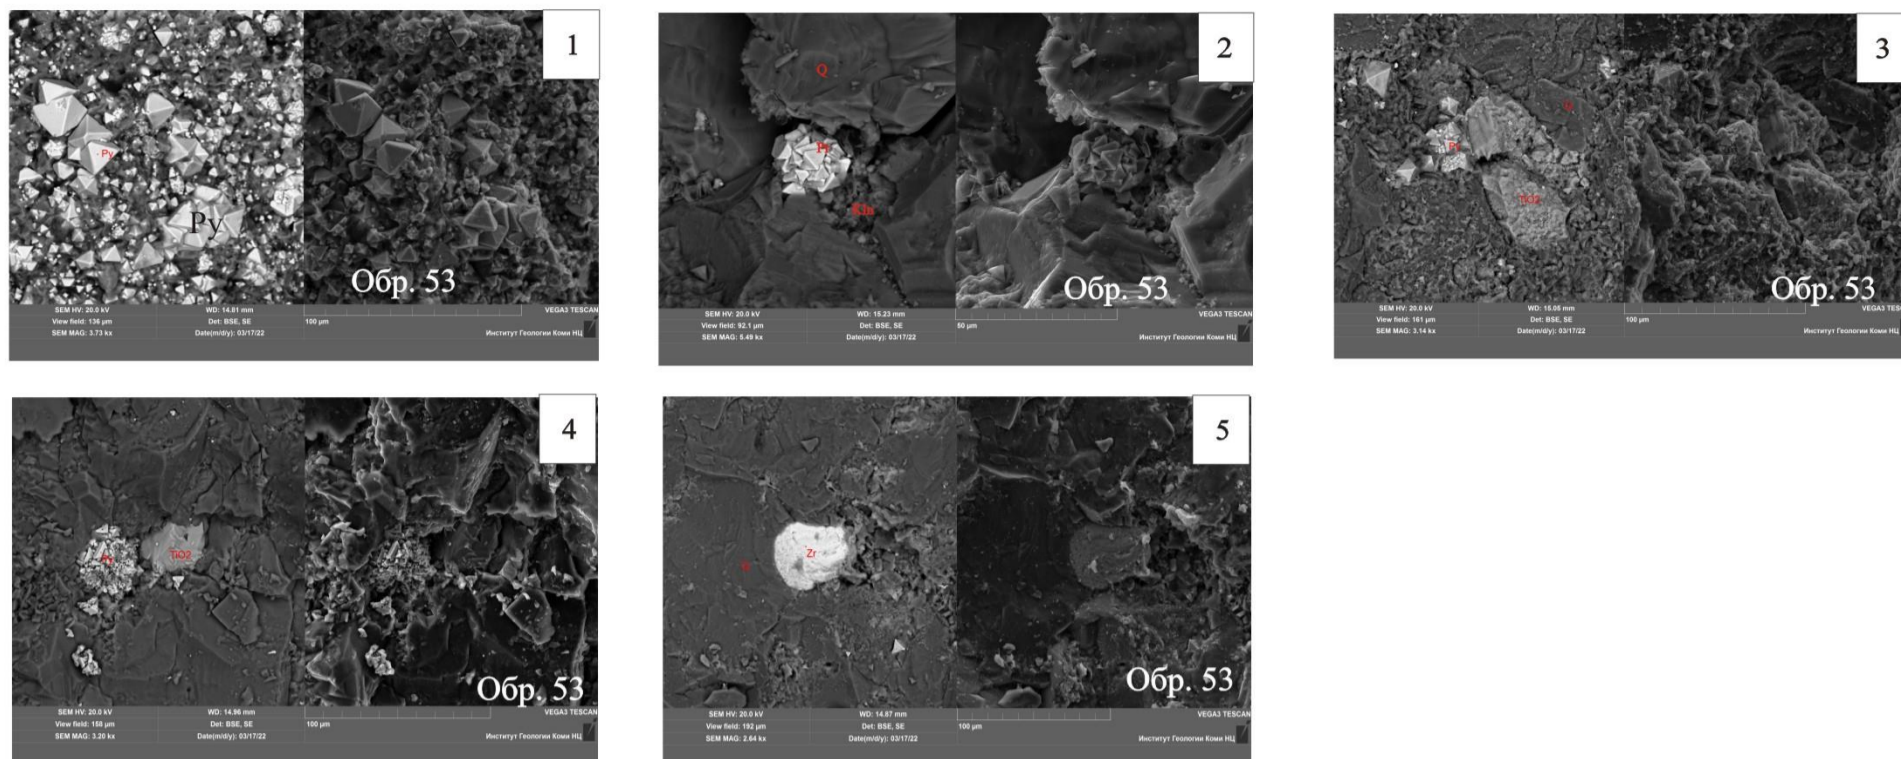 1
Py
Py
Обр. 53
SEM HV: 20.0 kV WD: 14.81 mm VEGA3 TESCAN
View field: 136 µm Det: BSE, SE 100 µm
SEM MAG: 3.73 kx Date(m/d/y): 03/17/22 Институт Геологии Коми НЦ
2
Q
Kln
Обр. 53
SEM HV: 20.0 kV WD: 15.23 mm VEGA3 TESCAN
View field: 92.1 µm Det: BSE, SE 50 µm
SEM MAG: 5.49 kx Date(m/d/y): 03/17/22 Институт Геологии Коми НЦ
3
Py
TiO2
Обр. 53
SEM HV: 20.0 kV WD: 15.05 mm VEGA3 TESC
View field: 161 µm Det: BSE, SE 100 µm
SEM MAG: 3.14 kx Date(m/d/y): 03/17/22 Институт Геологии Коми НЦ
4
TiO2
Обр. 53
SEM HV: 20.0 kV WD: 14.96 mm VEGA3 TESCAN
View field: 158 µm Det: BSE, SE 100 µm
SEM MAG: 3.20 kx Date(m/d/y): 03/17/22 Институт Геологии Коми НЦ
5
Zr
Обр. 53
SEM HV: 20.0 kV WD: 14.87 mm VEGA3 TESCAN
View field: 192 µm Det: BSE, SE 100 µm
SEM MAG: 2.64 kx Date(m/d/y): 03/17/22 Институт Геологии Коми НЦ